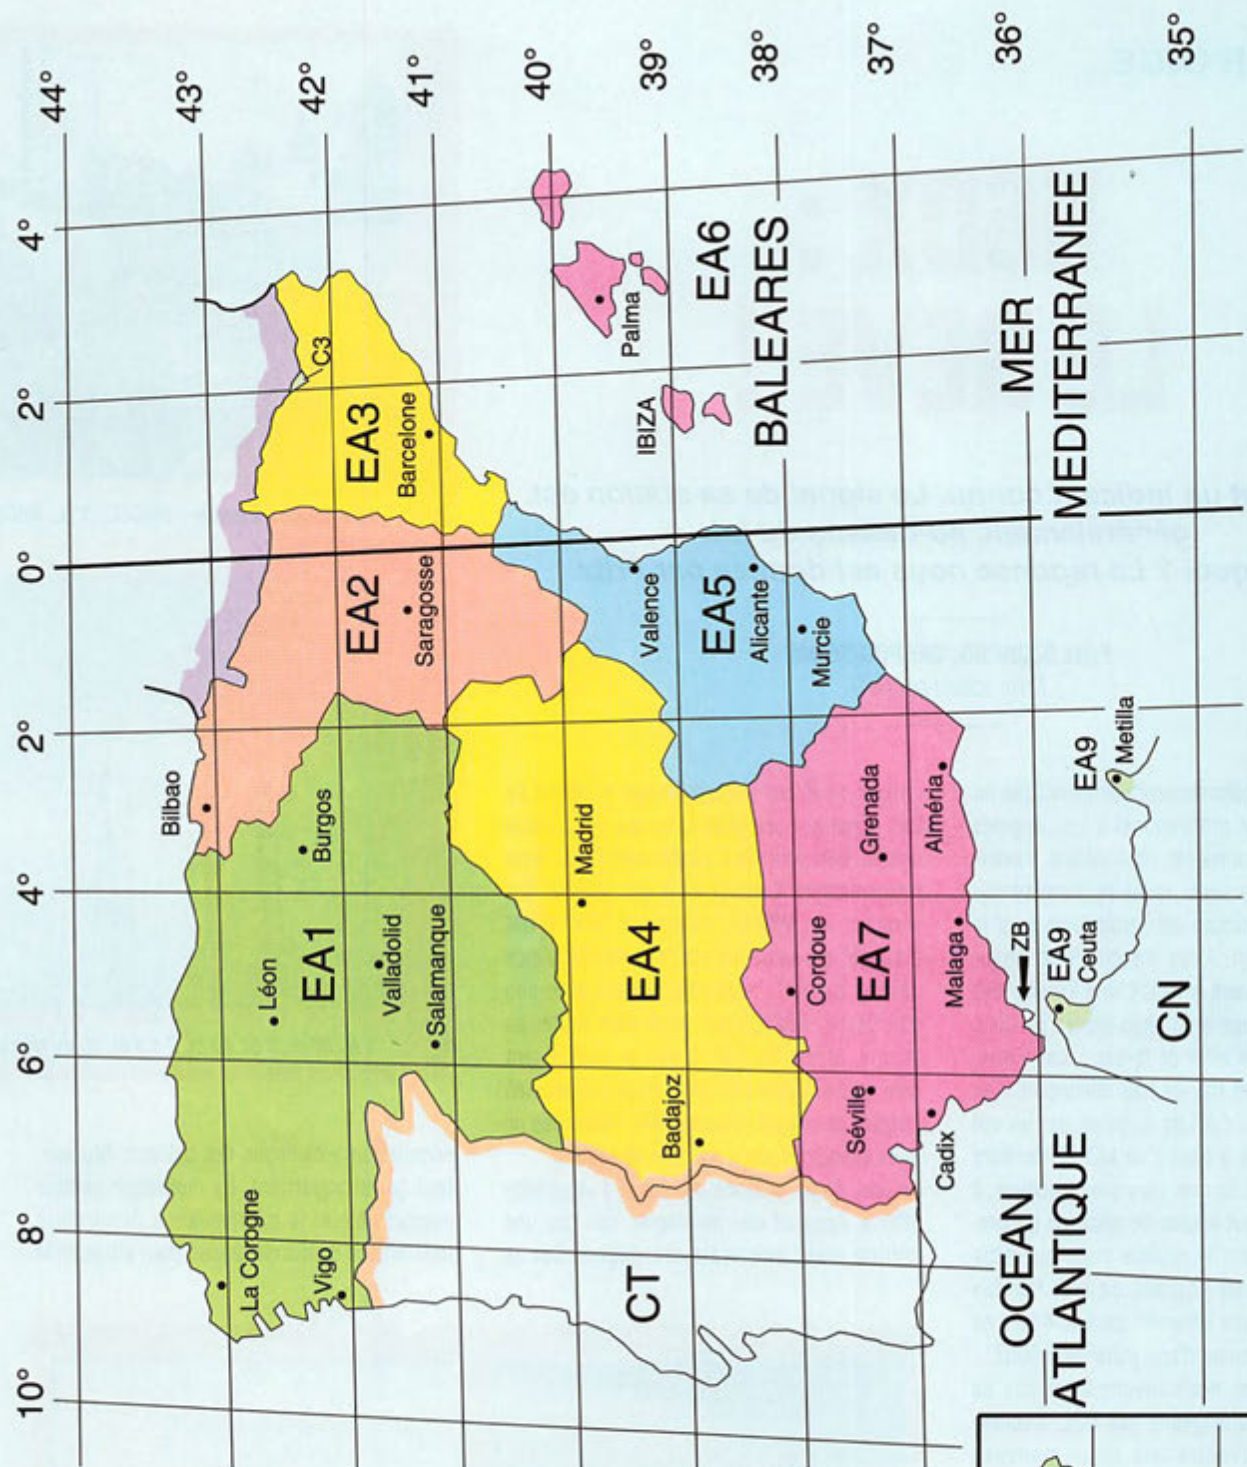 44°
43°
42°
41°
40°
39°
38°
37°
36°
35°
10°
8°
6°
4°
2°
0°
2°
4°
La Corogne
Vigo
Léon
EA1
Burgos
Valladolid
Salamanque
Bilbao
EA2
Saragosse
EA3
Barcelone
C3
Madrid
EA4
Badajoz
CT
Valence
EA5
Alicante
Murcie
IBIZA
Palma
EA6
BALEARES
Cordoue
EA7
Grenada
Séville
Cadix
Malaga
Alméria
ZB
EA9
Ceuta
EA9
Metilla
CN
OCEAN
ATLANTIQUE
MER
MEDITERRANEE